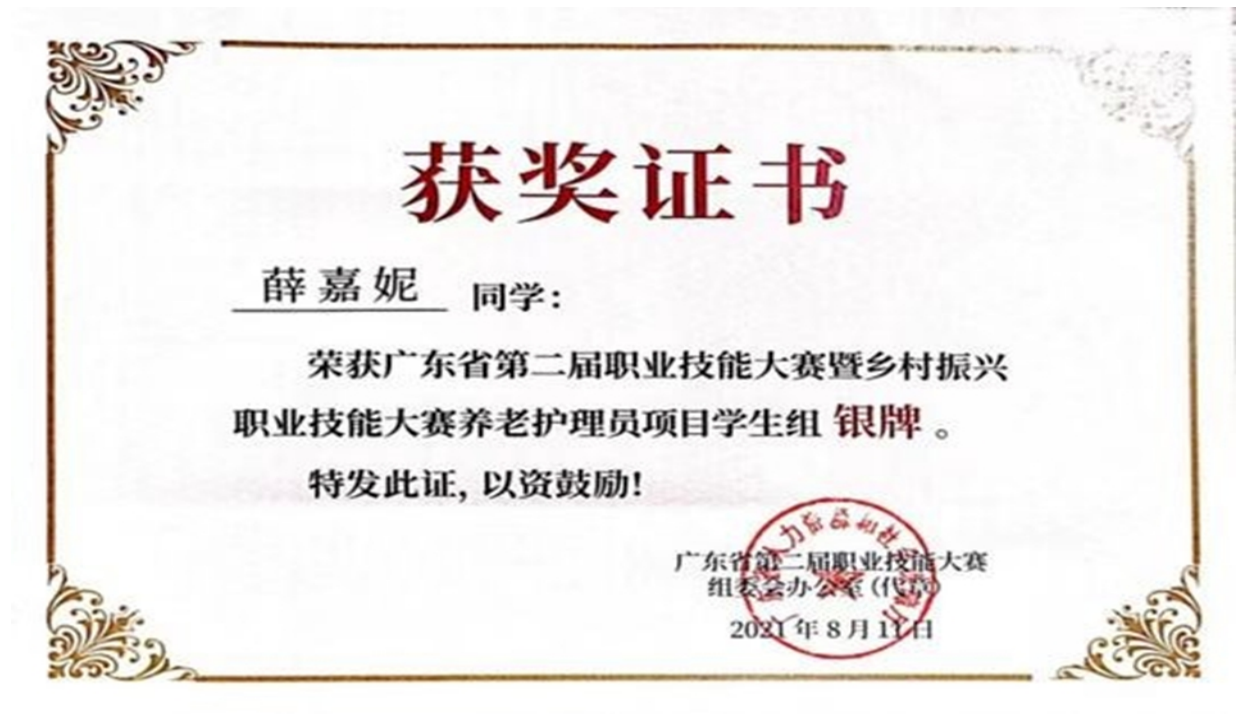 获奖证书
薛嘉妮 同学：
荣获广东省第二届职业技能大赛暨乡村振兴
职业技能大赛养老护理员项目学生组 银牌 。
特发此证, 以资鼓励!
广东省第二届职业技能大赛
组委会办公室(代章)
2021年8月11日